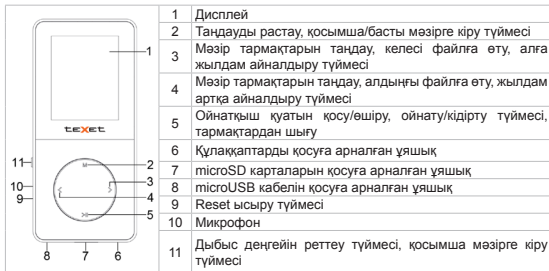 teXet
M
1
2
3
4
5
6
7
8
9
10
11
1 Дисплей
2 Таңдауды растау, қосымша/басты мәзірге кіру түймесі
3 Мәзір тармақтарын таңдау, келесі файлға өту, алға
жылдам айналдыру түймесі
4 Мәзір тармақтарын таңдау, алдыңғы файлға өту, жылдам
артқа айналдыру түймесі
5 Ойнатқыш қуатын қосу/өшіру, ойнату/кідірту түймесі,
тармақтардан шығу
6 Құлаққаптарды қосуға арналған ұяшық
7 microSD карталарын қосуға арналған ұяшық
8 microUSB кабелін қосуға арналған ұяшық
9 Reset ысыру түймесі
10 Микрофон
11 Дыбыс деңгейін реттеу түймесі, қосымша мәзірге кіру
түймесі